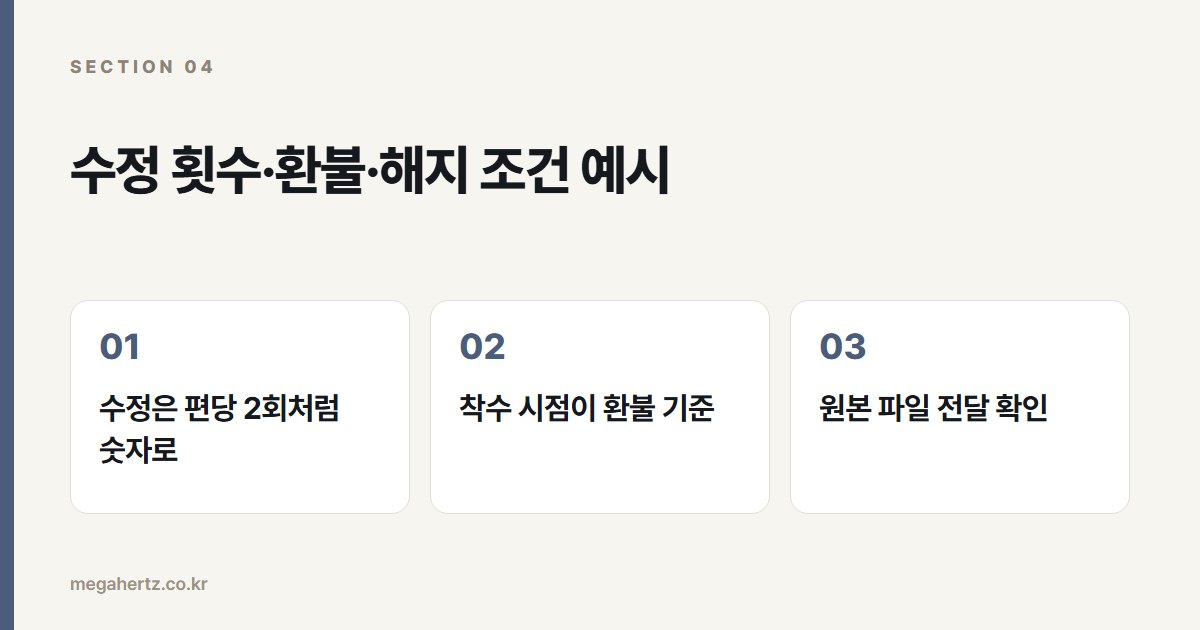 SECTION 04
수정 횟수·환불·해지 조건 예시
01
수정은 편당 2회처럼
숫자로
02
착수 시점이 환불 기준
03
원본 파일 전달 확인
megahertz.co.kr